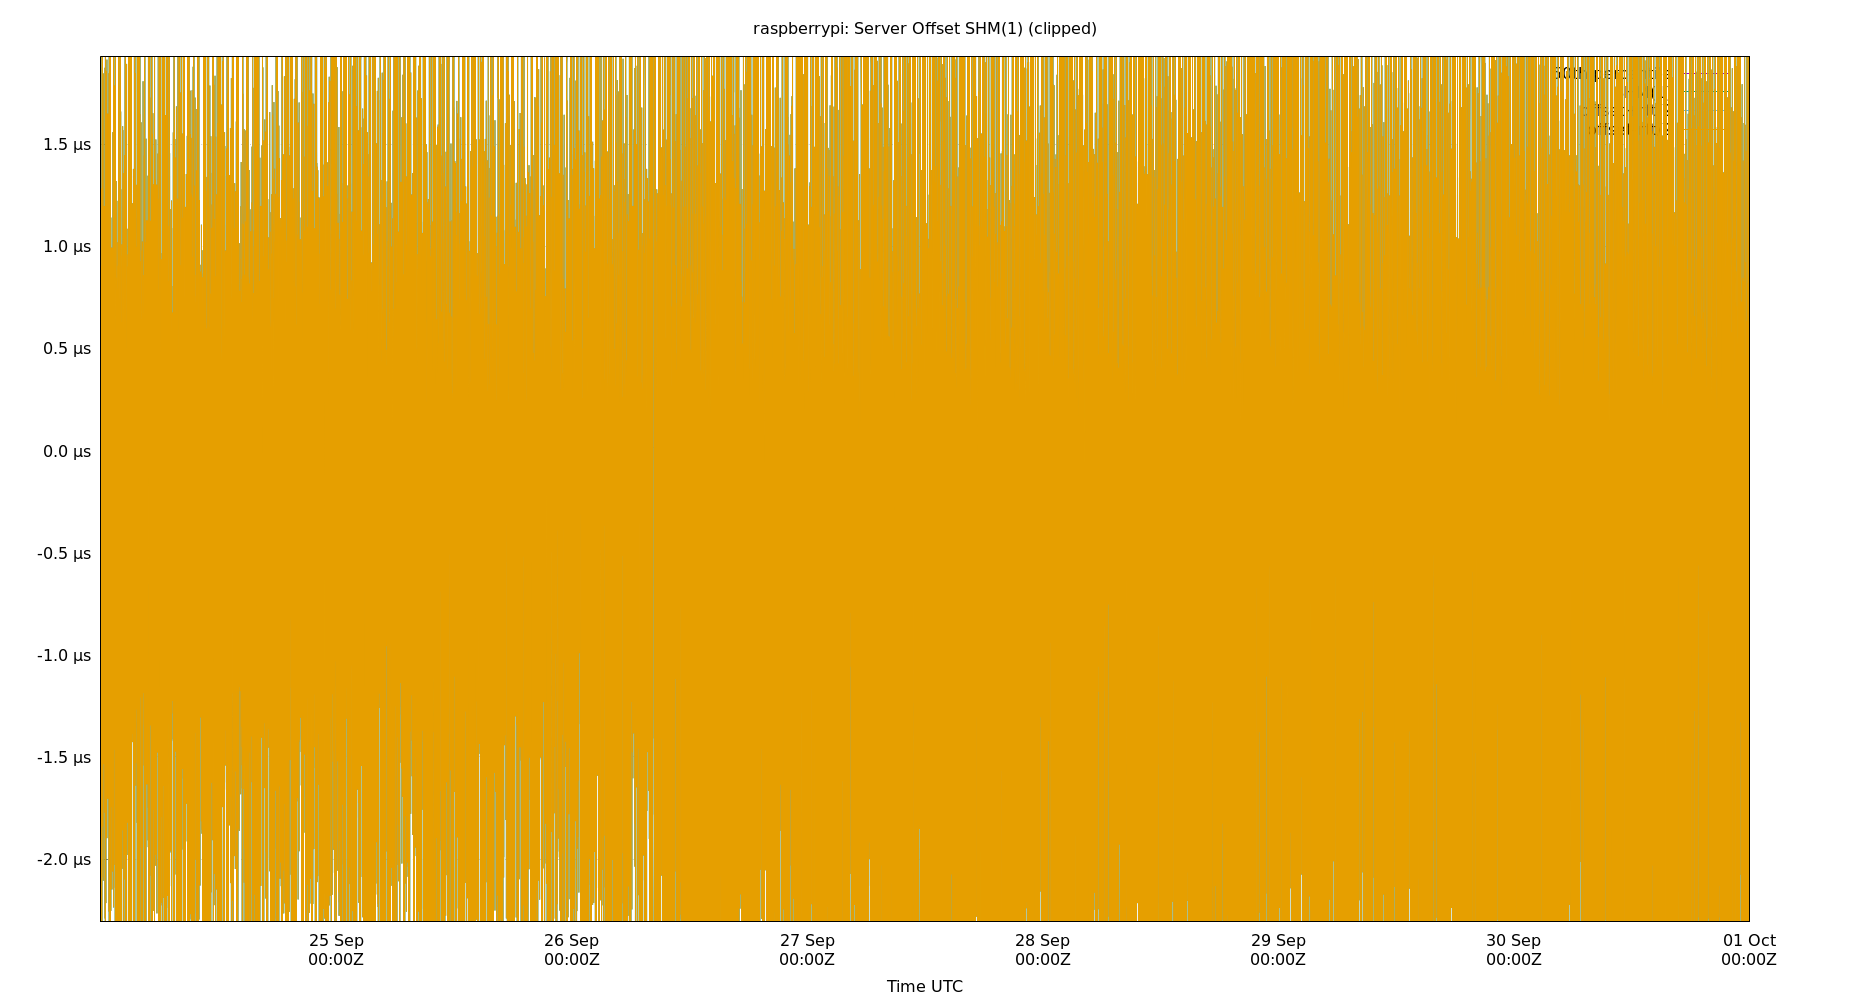 raspberrypi: Server Offset SHM(1) (clipped)
1.5 µs
1.0 µs
0.5 µs
0.0 µs
-0.5 µs
-1.0 µs
-1.5 µs
-2.0 µs
25 Sep
00:00Z
26 Sep
00:00Z
27 Sep
00:00Z
28 Sep
00:00Z
29 Sep
00:00Z
30 Sep
00:00Z
01 Oct
00:00Z
Time UTC